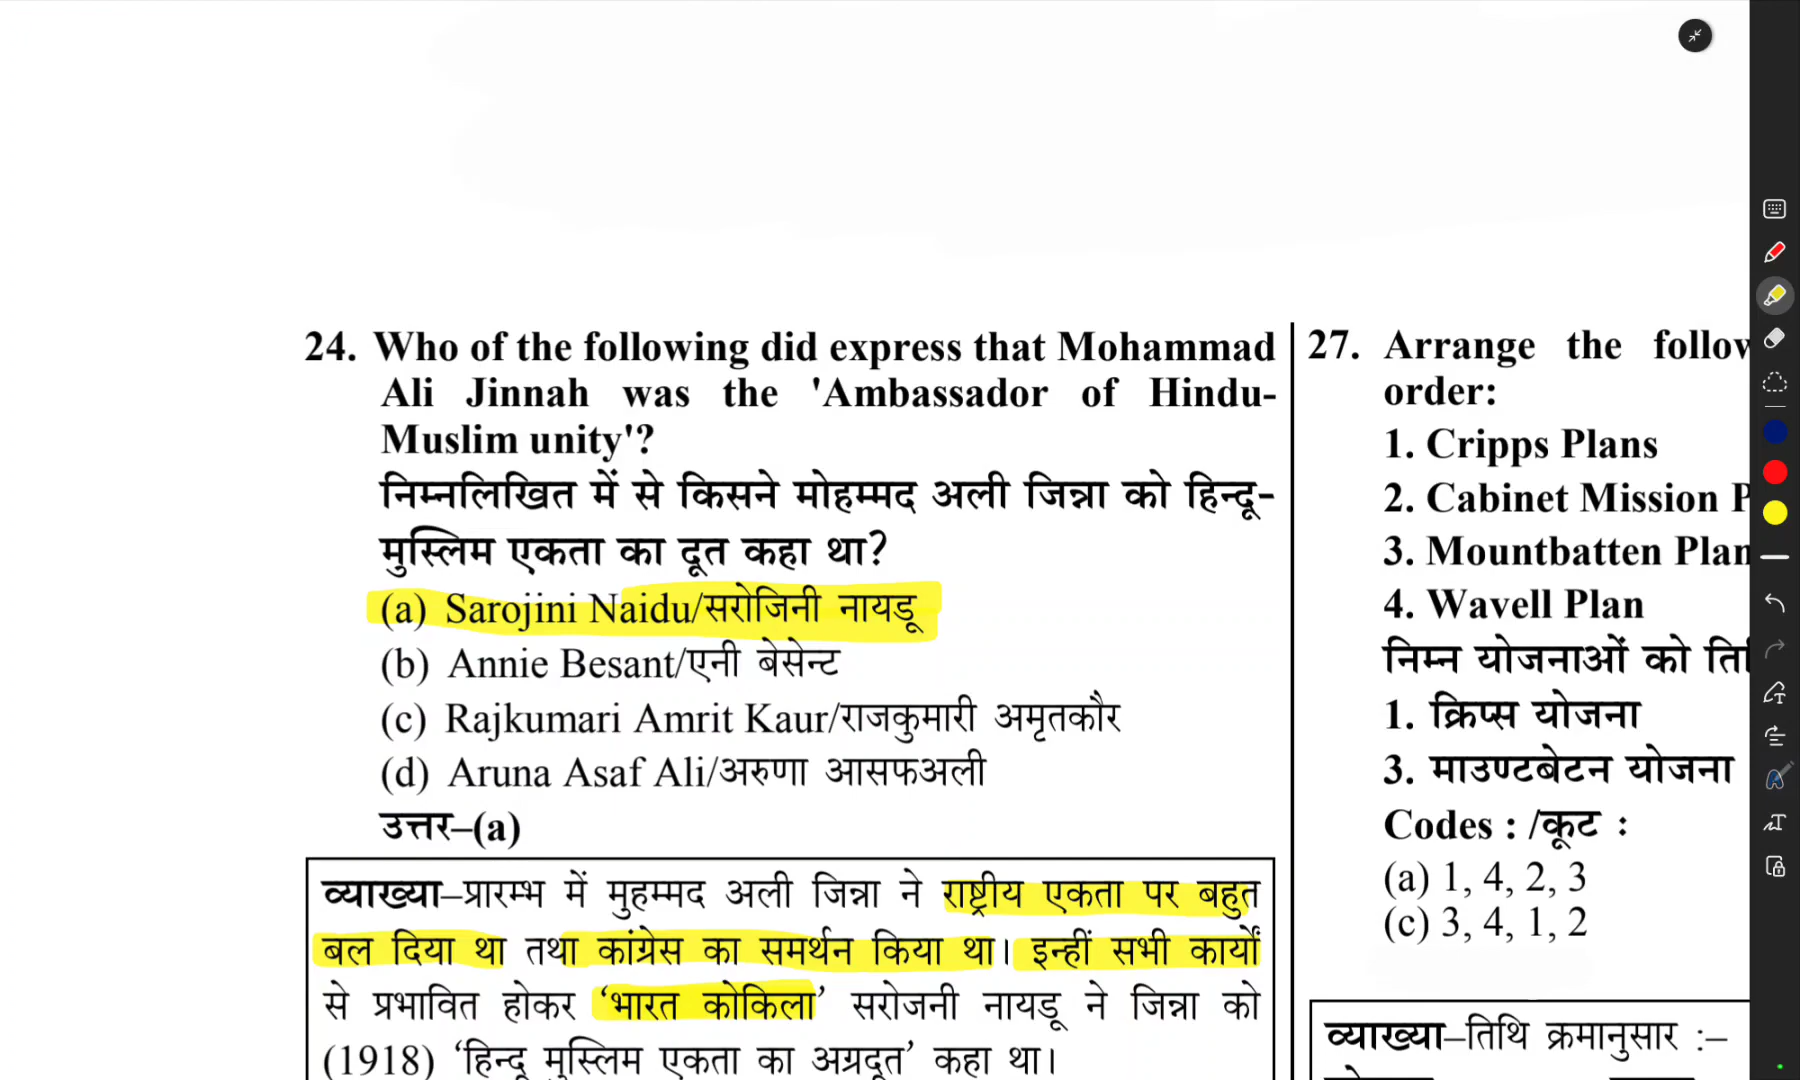 24. Who of the following did express that Mohammad
Ali Jinnah was the 'Ambassador of Hindu-
Muslim unity'?
निम्नलिखित में से किसने मोहम्मद अली जिन्ना को हिन्दू-
मुस्लिम एकता का दूत कहा था?
(a) Sarojini Naidu/सरोजिनी नायडू
(b) Annie Besant/एनी बेसेन्ट
(c) Rajkumari Amrit Kaur/राजकुमारी अमृतकौर
(d) Aruna Asaf Ali/अरुणा आसफअली
उत्तर–(a)
व्याख्या–प्रारम्भ में मुहम्मद अली जिन्ना ने राष्ट्रीय एकता पर बहुत
बल दिया था तथा कांग्रेस का समर्थन किया था। इन्हीं सभी कार्यों
से प्रभावित होकर ‘भारत कोकिला’ सरोजनी नायडू ने जिन्ना को
(1918) ‘हिन्दू मुस्लिम एकता का अग्रदूत’ कहा था।
27. Arrange the
order:
1. Cripps Plans
2. Cabinet Mission
3. Mountbatten Plan
4. Wavell Plan
निम्न योजनाओं को
1. क्रिप्स योजना
3. माउण्टबेटन योजना
Codes : /कूट :
(a) 1, 4, 2, 3
(c) 3, 4, 1, 2
व्याख्या–तिथि क्रमानुसार :–